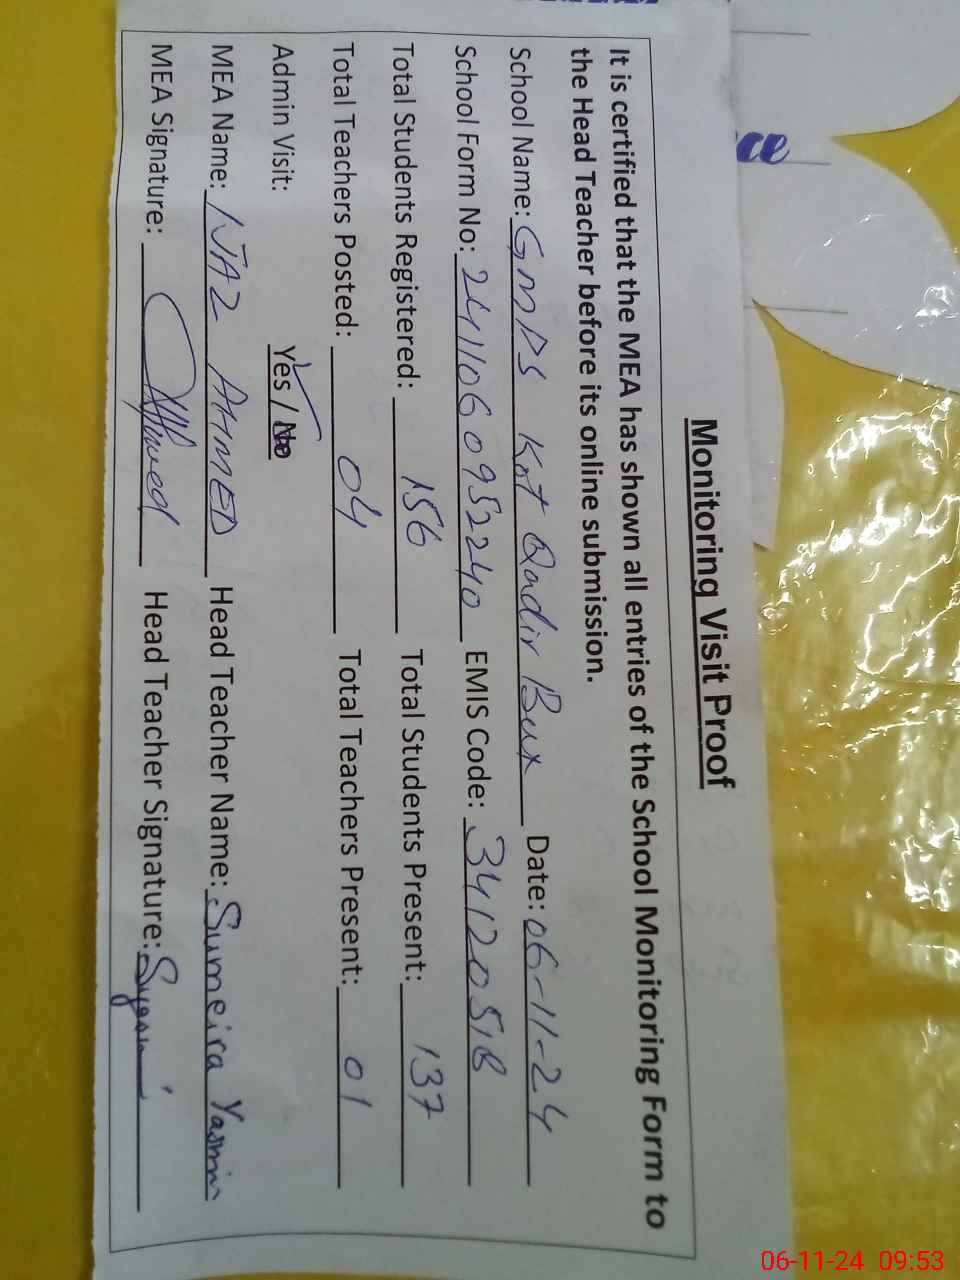 ce
Monitoring Visit Proof
It is certified that the MEA has shown all entries of the School Monitoring Form to
the Head Teacher before its online submission.
School Name: GMPS Kot Qadir Bux Date: 06-11-24
School Form No: 241106 0952240 EMIS Code: 34120518
Total Students Registered: 156 Total Students Present: 137
Total Teachers Posted: 04 Total Teachers Present: 01
Admin Visit: Yes / No
MEA Name: IJAZ AHMED Head Teacher Name: Sumeira Yasmin
MEA Signature: Head Teacher Signature:
06-11-24 09:53